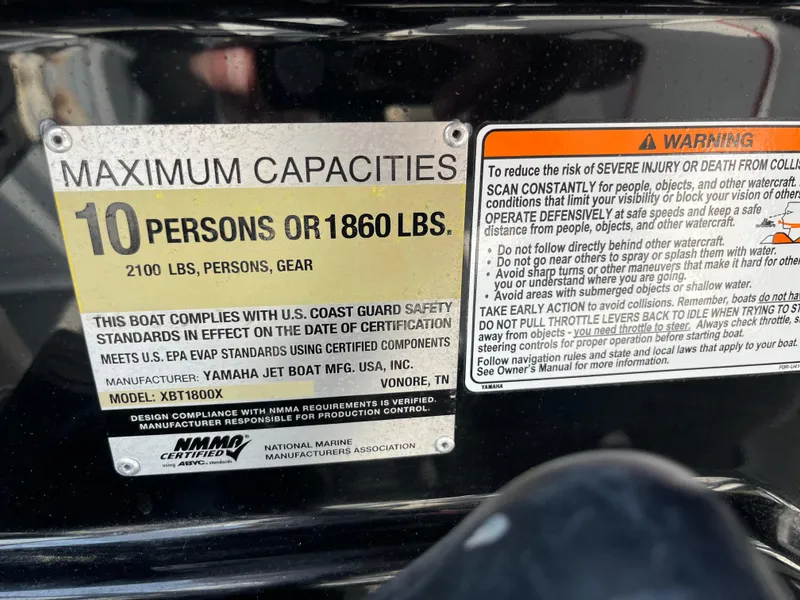 MAXIMUM CAPACITIES
10 PERSONS OR 1860 LBS.
2100 LBS, PERSONS, GEAR
THIS BOAT COMPLIES WITH U.S. COAST GUARD SAFETY
STANDARDS IN EFFECT ON THE DATE OF CERTIFICATION
MEETS U.S. EPA EVAP STANDARDS USING CERTIFIED COMPONENTS
MANUFACTURER: YAMAHA JET BOAT MFG. USA, INC.
VONORE, TN
MODEL: XBT1800X
DESIGN COMPLIANCE WITH NMMA REQUIREMENTS IS VERIFIED.
MANUFACTURER RESPONSIBLE FOR PRODUCTION CONTROL.
NMMA
CERTIFIED
using ABYC standards
NATIONAL MARINE
MANUFACTURERS ASSOCIATION
WARNING
To reduce the risk of SEVERE INJURY OR DEATH FROM COLLIS
SCAN CONSTANTLY for people, objects, and other watercraft.
conditions that limit your visibility or block your vision of others
OPERATE DEFENSIVELY at safe speeds and keep a safe
distance from people, objects, and other watercraft.
• Do not follow directly behind other watercraft.
• Do not go near others to spray or splash them with water.
• Avoid sharp turns or other maneuvers that make it hard for other
you or understand where you are going.
• Avoid areas with submerged objects or shallow water.
TAKE EARLY ACTION to avoid collisions. Remember, boats do not ha
DO NOT PULL THROTTLE LEVERS BACK TO IDLE WHEN TRYING TO ST
away from objects - you need throttle to steer. Always check throttle, s
steering controls for proper operation before starting boat.
Follow navigation rules and state and local laws that apply to your boat.
See Owner's Manual for more information.
YAMAHA